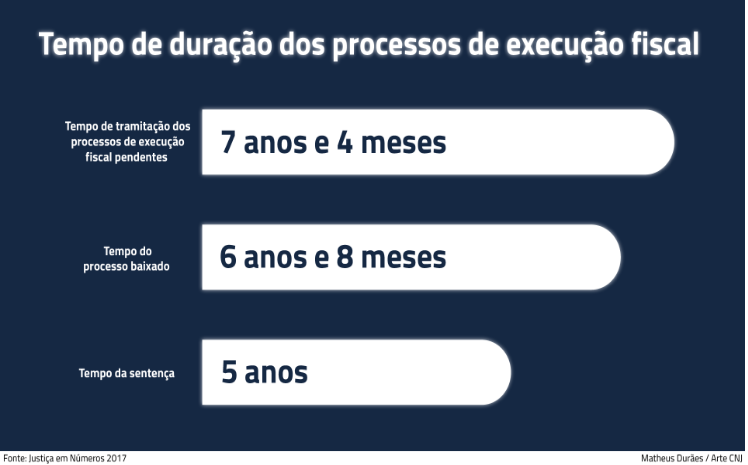 Tempo de duração dos processos de execução fiscal
Tempo de tramitação dos
processos de execução
fiscal pendentes
7 anos e 4 meses
Tempo do
processo baixado
6 anos e 8 meses
Tempo da sentença
5 anos
Fonte: Justiça em Números 2017
Matheus Durães / Arte CNJ